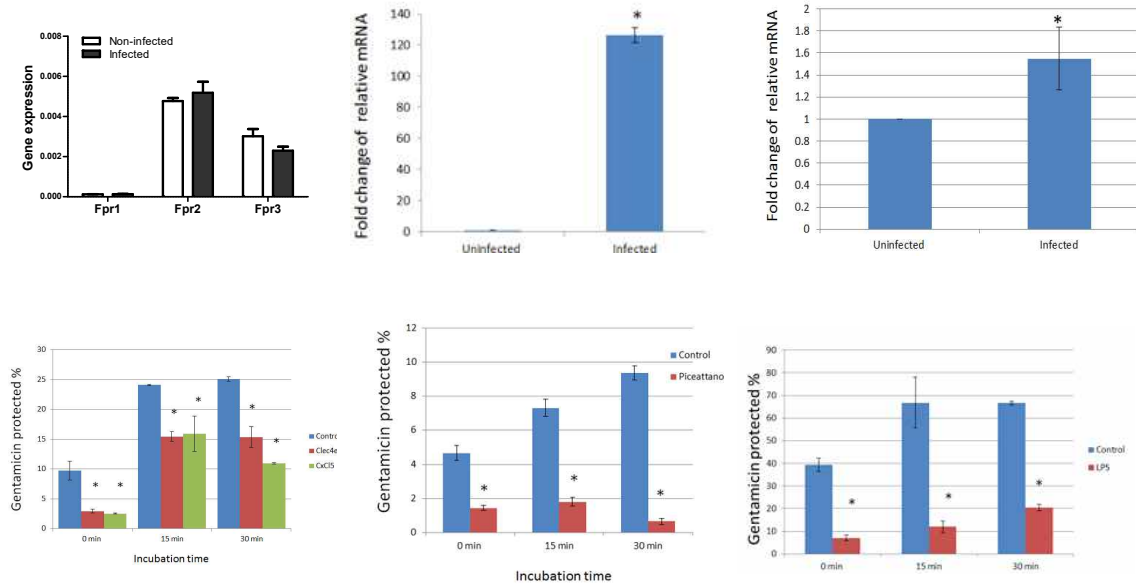 0.008
0.006
0.004
0.002
0.000
Gene expression
Non-infected
Infected
Fpr1 Fpr2 Fpr3
140
120
100
80
60
40
20
0
Fold change of relative mRNA
*
Uninfected Infected
2
1.8
1.6
1.4
1.2
1
0.8
0.6
0.4
0.2
0
Fold change of relative mRNA
*
Uninfected Infected
30
25
20
15
10
5
0
Gentamicin protected %
* * * * * *
Contro
Clec4e
CxCl5
0 min 15 min 30 min
Incubation time
12
10
8
6
4
2
0
Gentamicin protected %
* * *
Control
Piceattano
0 min 15 min 30 min
Incubation time
90
80
70
60
50
40
30
20
10
0
Gentamicin protected %
* * *
Control
LPS
0 min 15 min 30 min